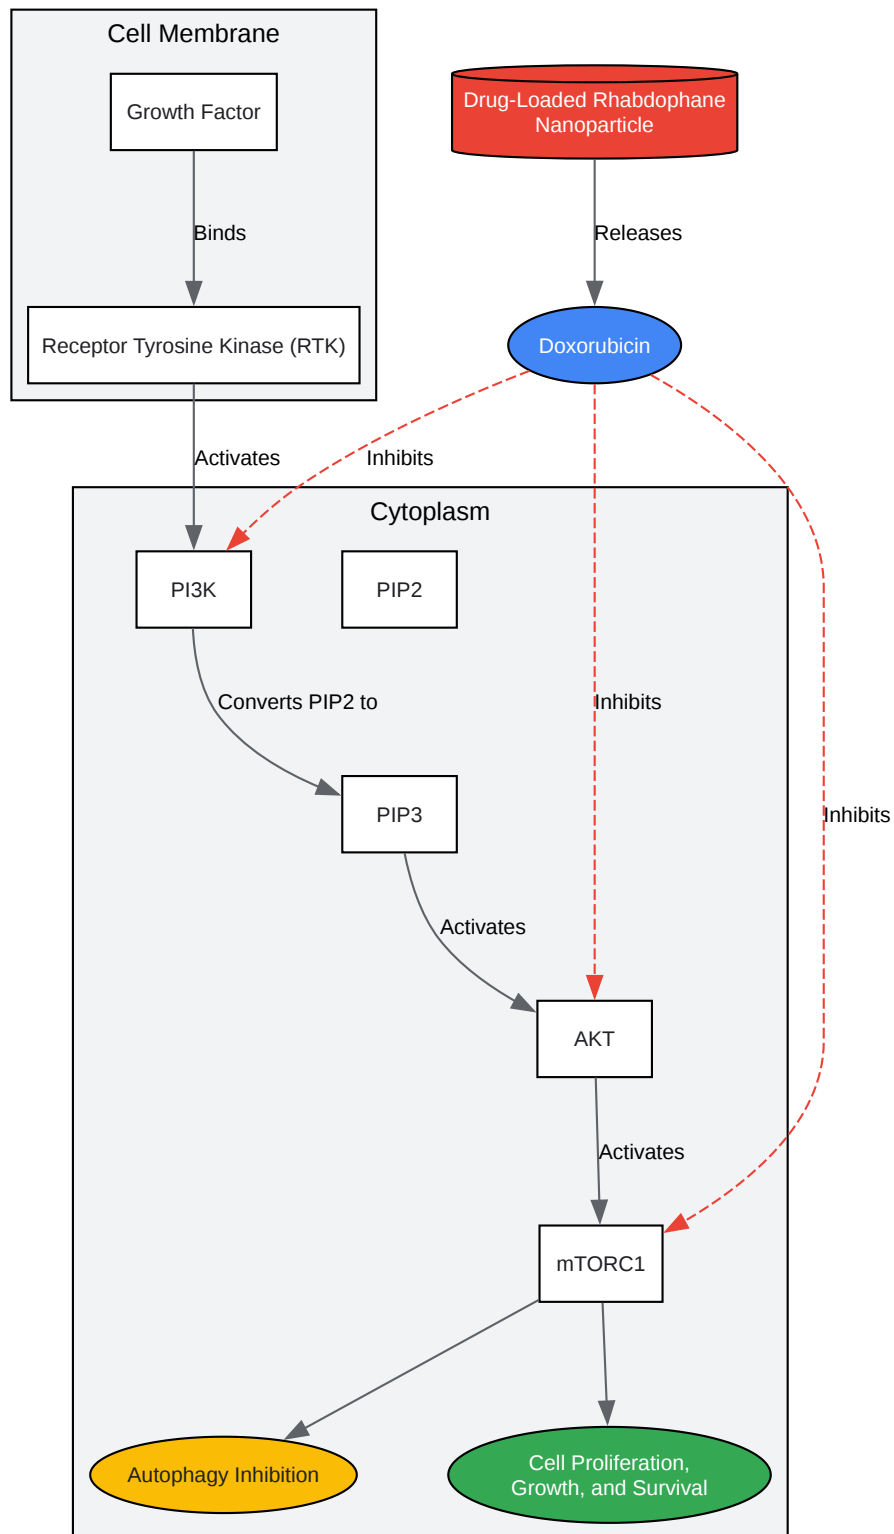 Cell Membrane
Growth Factor
Drug-Loaded Rhabdophane
Nanoparticle
Binds
Releases
Receptor Tyrosine Kinase (RTK)
Doxorubicin
Activates
Inhibits
Cytoplasm
PI3K
PIP2
Converts PIP2 to
Inhibits
PIP3
Inhibits
Activates
AKT
Activates
mTORC1
Autophagy Inhibition
Cell Proliferation,
Growth, and Survival